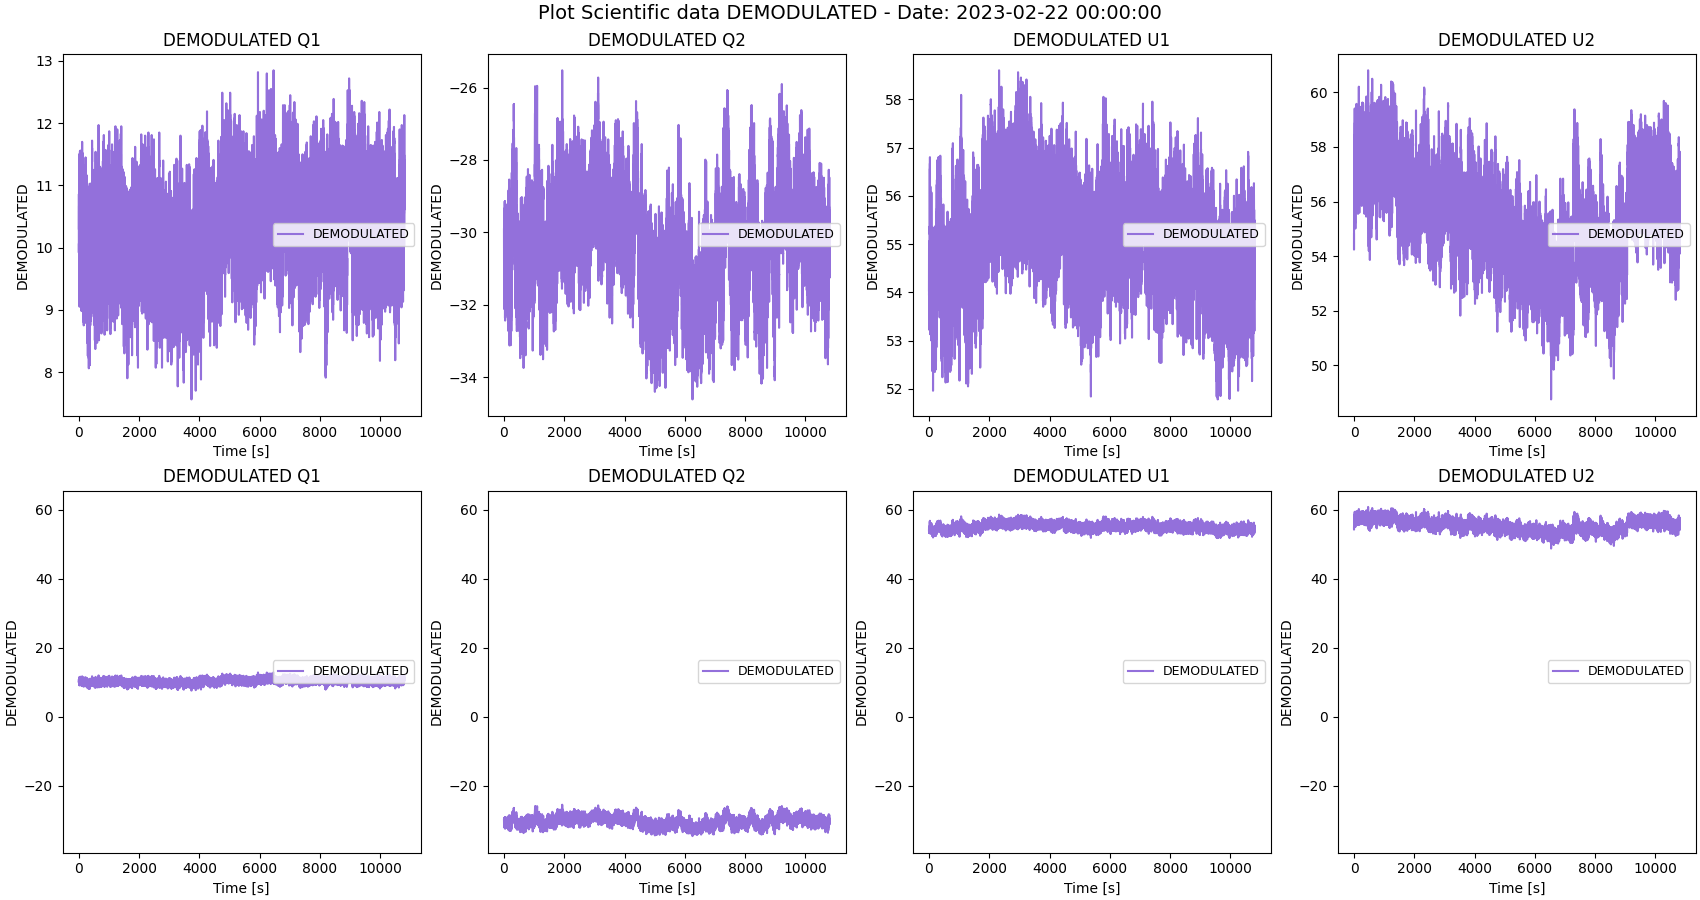 Plot Scientific data DEMODULATED - Date: 2023-02-22 00:00:00
DEMODULATED Q1
DEMODULATED Q2
DEMODULATED U1
DEMODULATED U2
DEMODULATED
13
12
11
10
9
8
DEMODULATED
0 2000 4000 6000 8000 10000
Time [s]
DEMODULATED
−26
−28
−30
−32
−34
DEMODULATED
0 2000 4000 6000 8000 10000
Time [s]
DEMODULATED
58
57
56
55
54
53
52
DEMODULATED
0 2000 4000 6000 8000 10000
Time [s]
DEMODULATED
60
58
56
54
52
50
DEMODULATED
0 2000 4000 6000 8000 10000
Time [s]
DEMODULATED Q1
DEMODULATED Q2
DEMODULATED U1
DEMODULATED U2
DEMODULATED
60
40
20
0
−20
DEMODULATED
0 2000 4000 6000 8000 10000
Time [s]
DEMODULATED
60
40
20
0
−20
DEMODULATED
0 2000 4000 6000 8000 10000
Time [s]
DEMODULATED
60
40
20
0
−20
DEMODULATED
0 2000 4000 6000 8000 10000
Time [s]
DEMODULATED
60
40
20
0
−20
DEMODULATED
0 2000 4000 6000 8000 10000
Time [s]